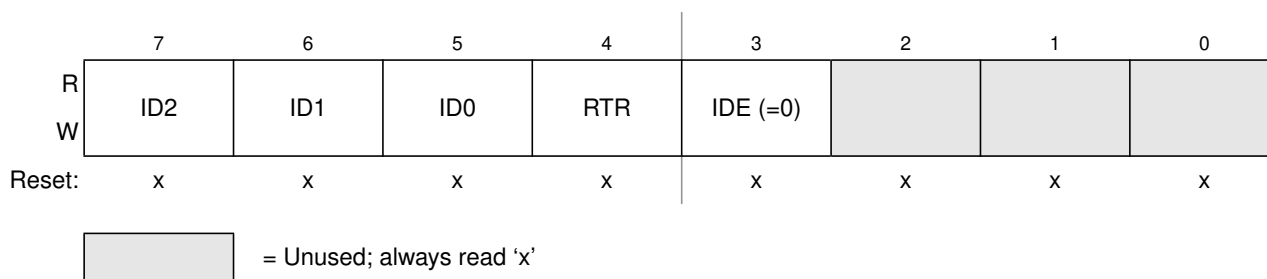 7 6 5 4 3 2 1 0
R
ID2 ID1 ID0 RTR IDE (=0)
W
Reset: x x x x x x x x
= Unused; always read ‘x’